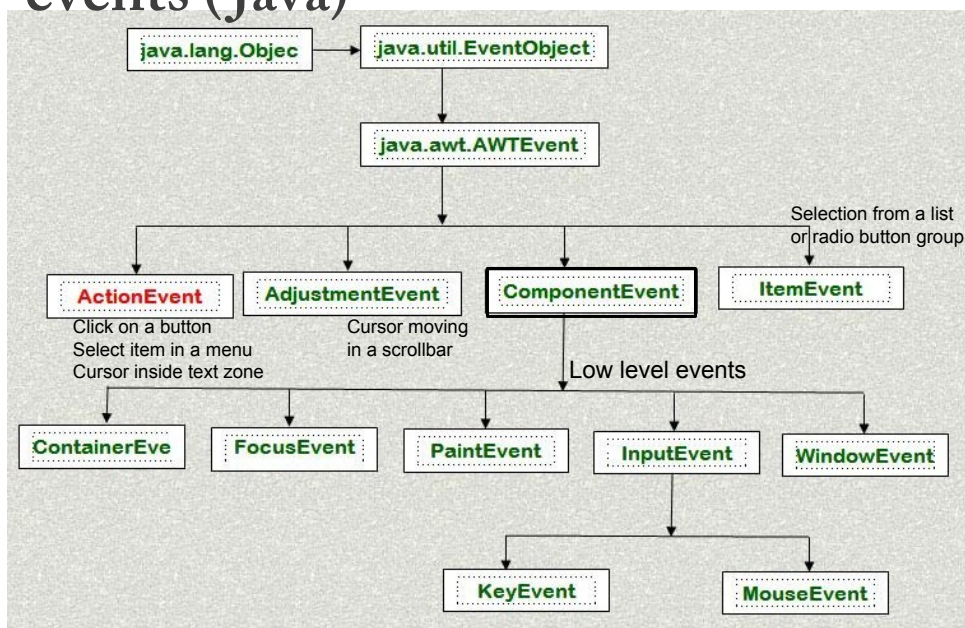 events (Java)
java.lang.Objec
java.util.EventObject
java.awt.AWTEvent
Selection from a list
or radio button group
ActionEvent
AdjustmentEvent
ComponentEvent
ItemEvent
Click on a button
Select item in a menu
Cursor inside text zone
Cursor moving
in a scrollbar
Low level events
ContainerEve
FocusEvent
PaintEvent
InputEvent
WindowEvent
KeyEvent
MouseEvent